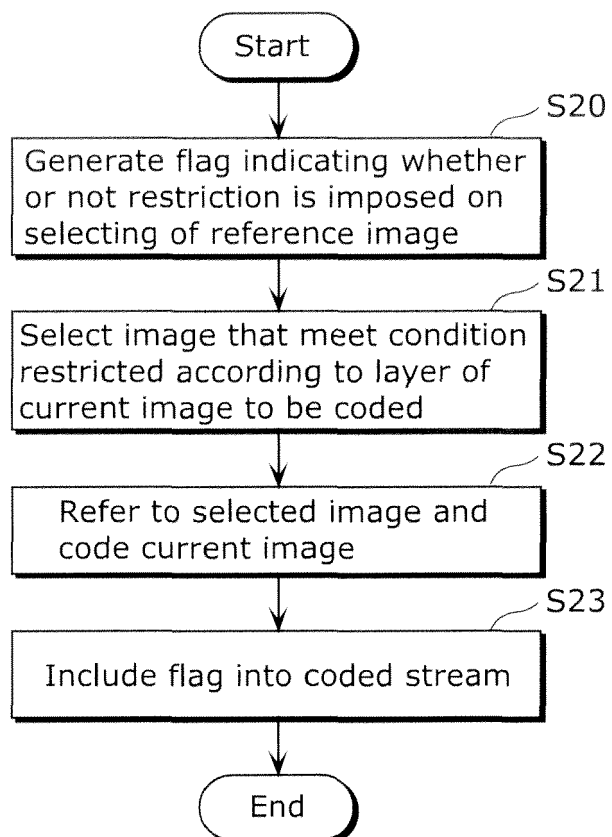 Start
S20
Generate flag indicating whether
or not restriction is imposed on
selecting of reference image
S21
Select image that meet condition
restricted according to layer of
current image to be coded
S22
Refer to selected image and
code current image
S23
Include flag into coded stream
End